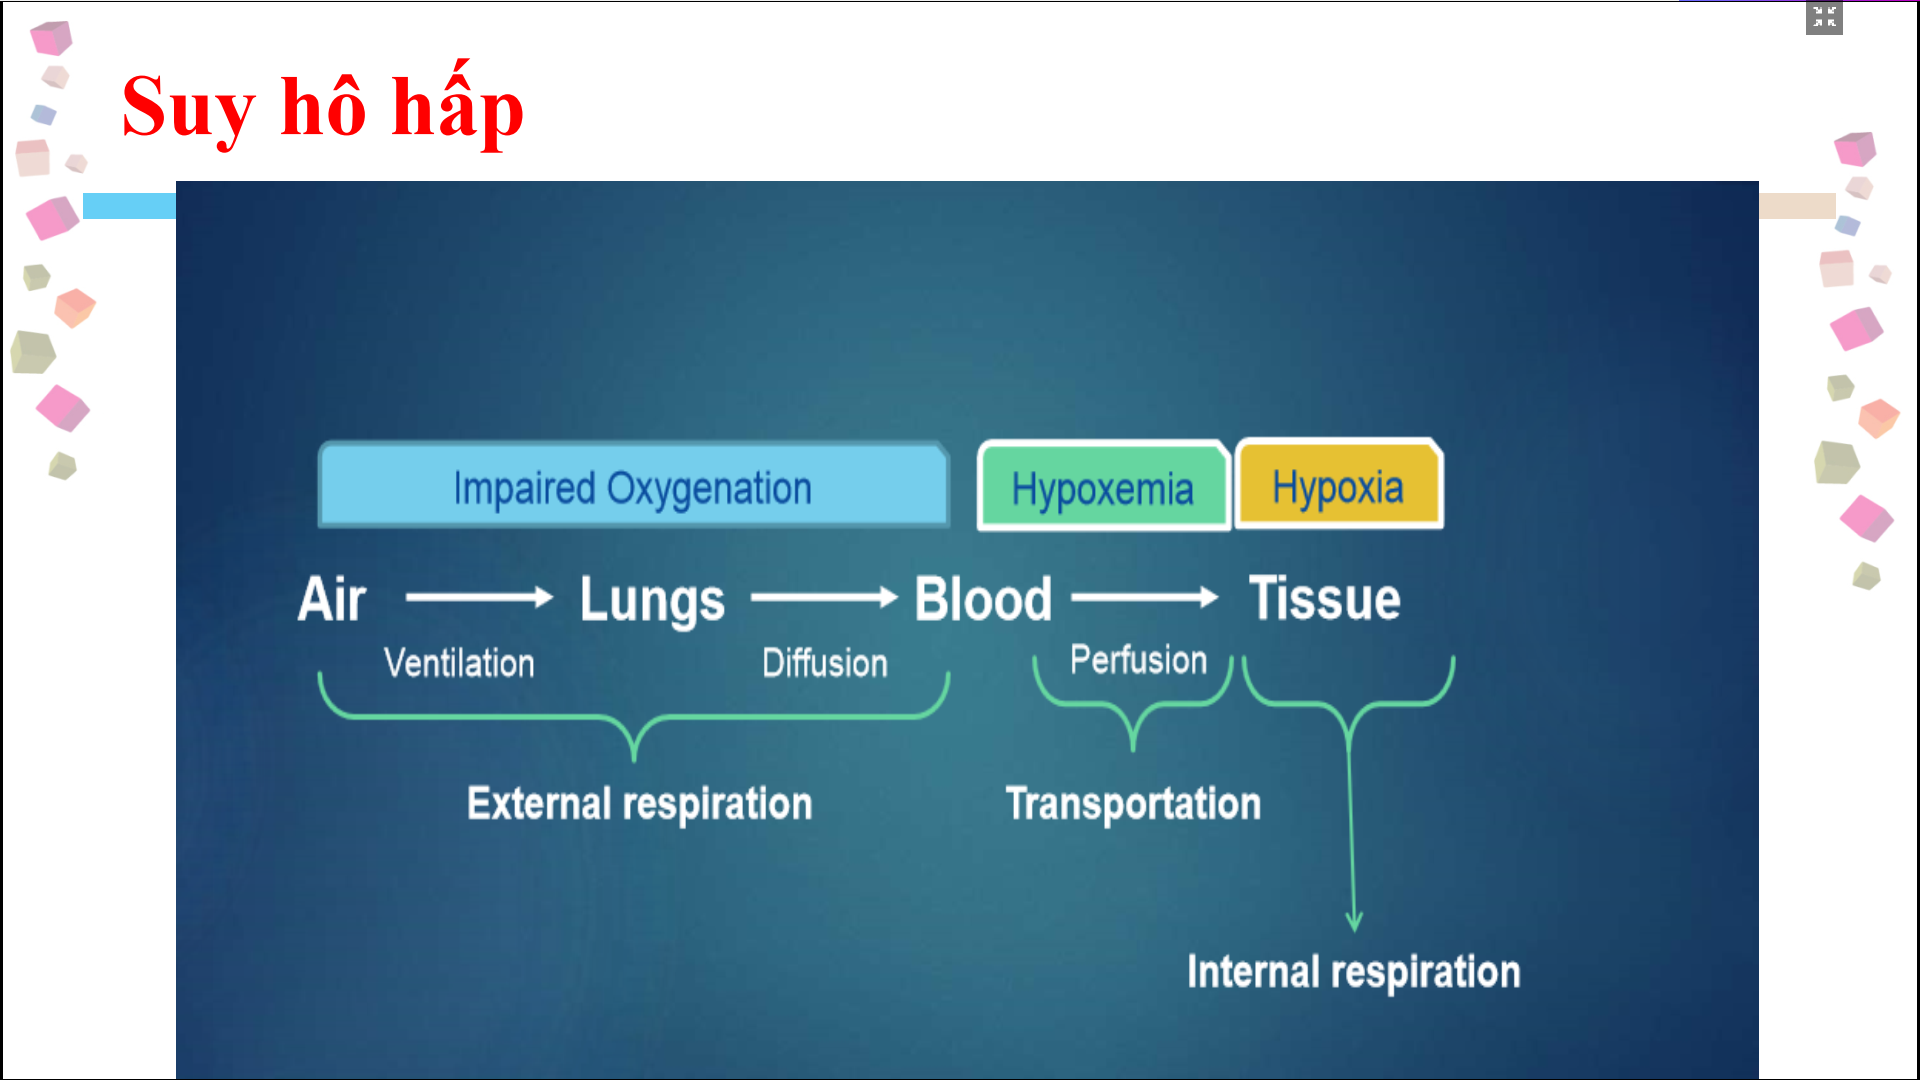 Suy hô hấp
Impaired Oxygenation
Hypoxemia
Hypoxia
Air
Lungs
Blood
Tissue
Ventilation
Diffusion
Perfusion
External respiration
Transportation
Internal respiration